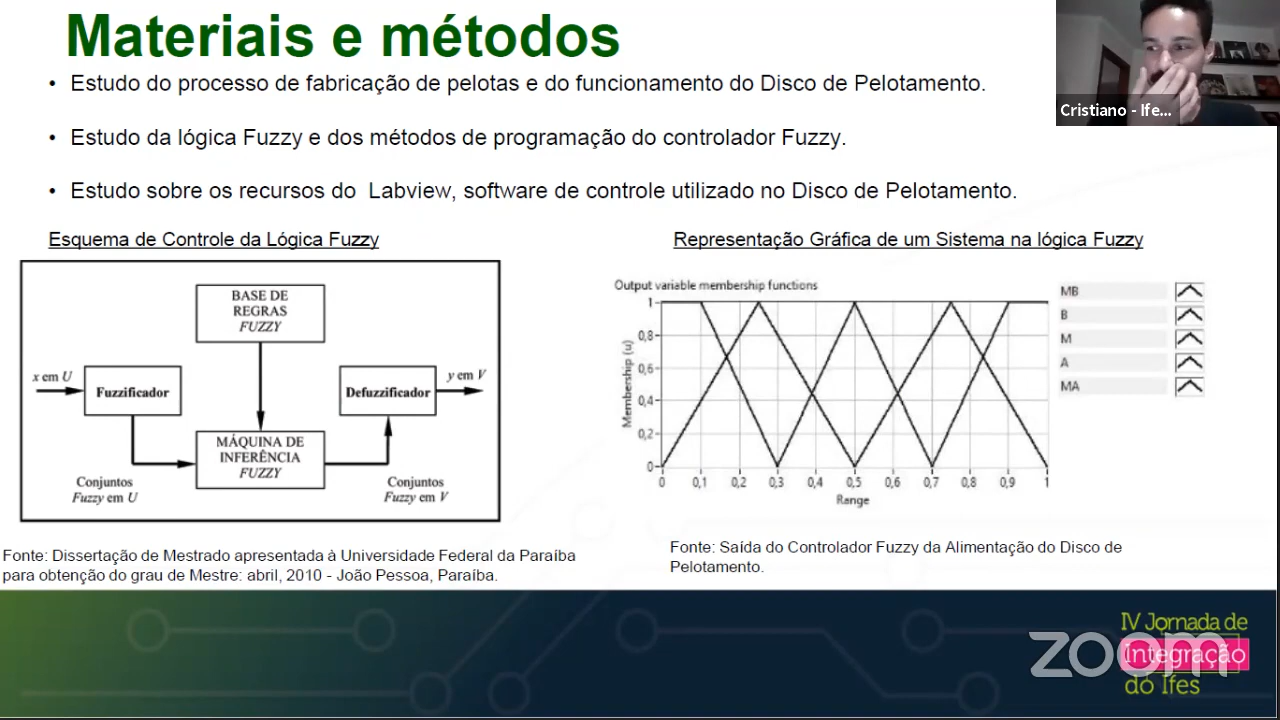 Materiais e métodos
• Estudo do processo de fabricação de pelotas e do funcionamento do Disco de Pelotamento.
• Estudo da lógica Fuzzy e dos métodos de programação do controlador Fuzzy.
• Estudo sobre os recursos do Labview, software de controle utilizado no Disco de Pelotamento.
Cristiano - Ife...
Esquema de Controle da Lógica Fuzzy
BASE DE
REGRAS
FUZZY
x em U
Fuzzificador
Defuzzificador
y em V
MÁQUINA DE
INFERÊNCIA
FUZZY
Conjuntos
Fuzzy em U
Conjuntos
Fuzzy em V
Fonte: Dissertação de Mestrado apresentada à Universidade Federal da Paraíba
para obtenção do grau de Mestre: abril, 2010 - João Pessoa, Paraíba.
Representação Gráfica de um Sistema na lógica Fuzzy
Output variable membership functions
Membership (u)
1
0,8
0,6
0,4
0,2
0
0 0,1 0,2 0,3 0,4 0,5 0,6 0,7 0,8 0,9 1
Range
MB
B
M
A
MA
Fonte: Saída do Controlador Fuzzy da Alimentação do Disco de
Pelotamento.
IV Jornada de
Integração
do Ifes
zoom